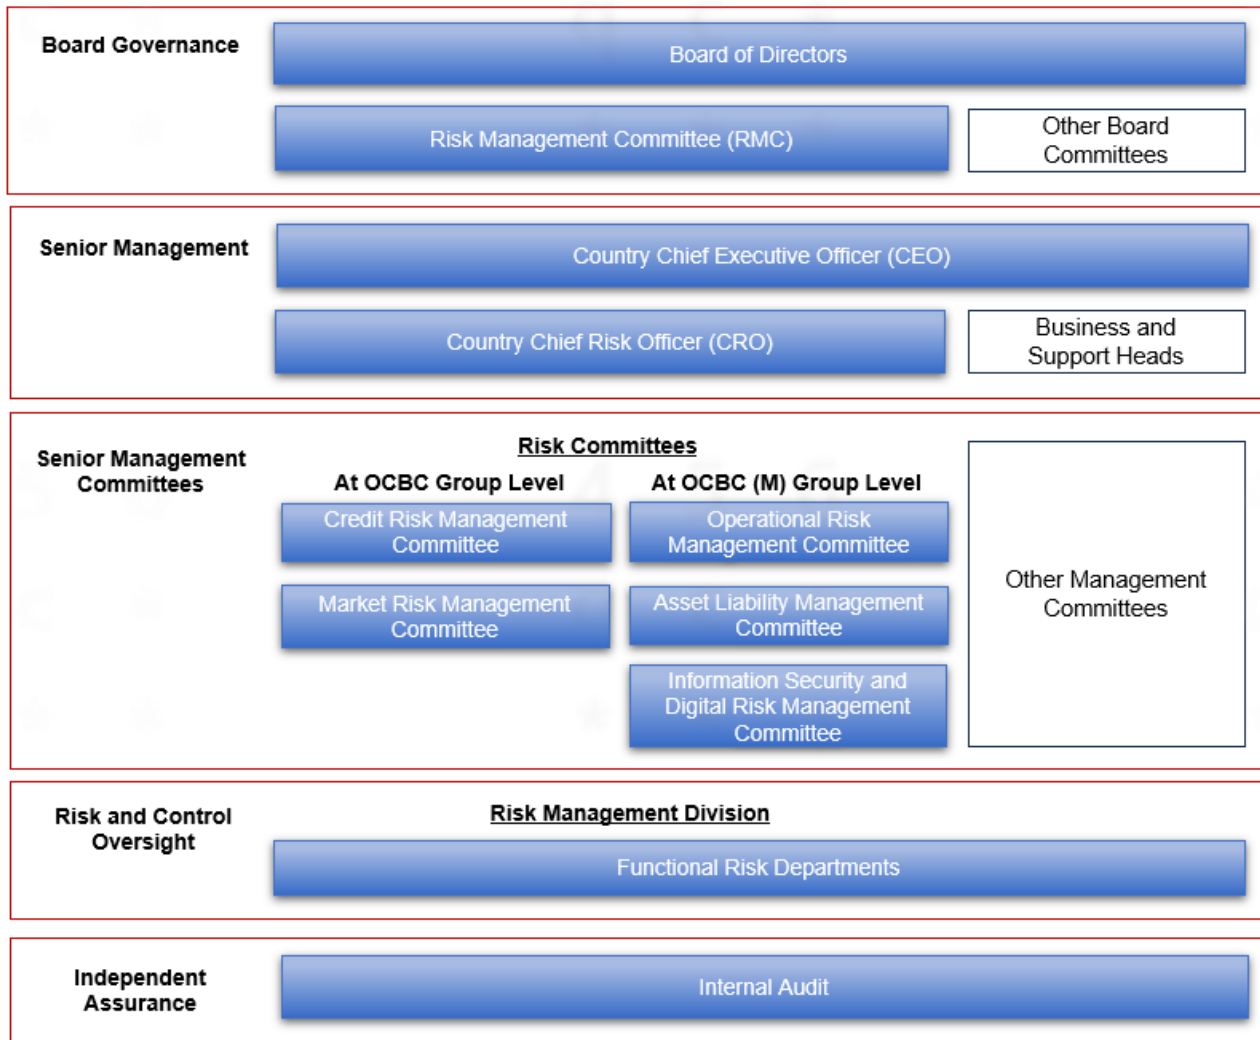 Board Governance
Board of Directors
Risk Management Committee (RMC)
Other Board
Committees
Senior Management
Country Chief Executive Officer (CEO)
Country Chief Risk Officer (CRO)
Business and
Support Heads
Senior Management
Committees
Risk Committees
At OCBC Group Level
Credit Risk Management
Committee
Market Risk Management
Committee
At OCBC (M) Group Level
Operational Risk
Management Committee
Asset Liability Management
Committee
Information Security and
Digital Risk Management
Committee
Other Management
Committees
Risk and Control
Oversight
Risk Management Division
Functional Risk Departments
Independent
Assurance
Internal Audit